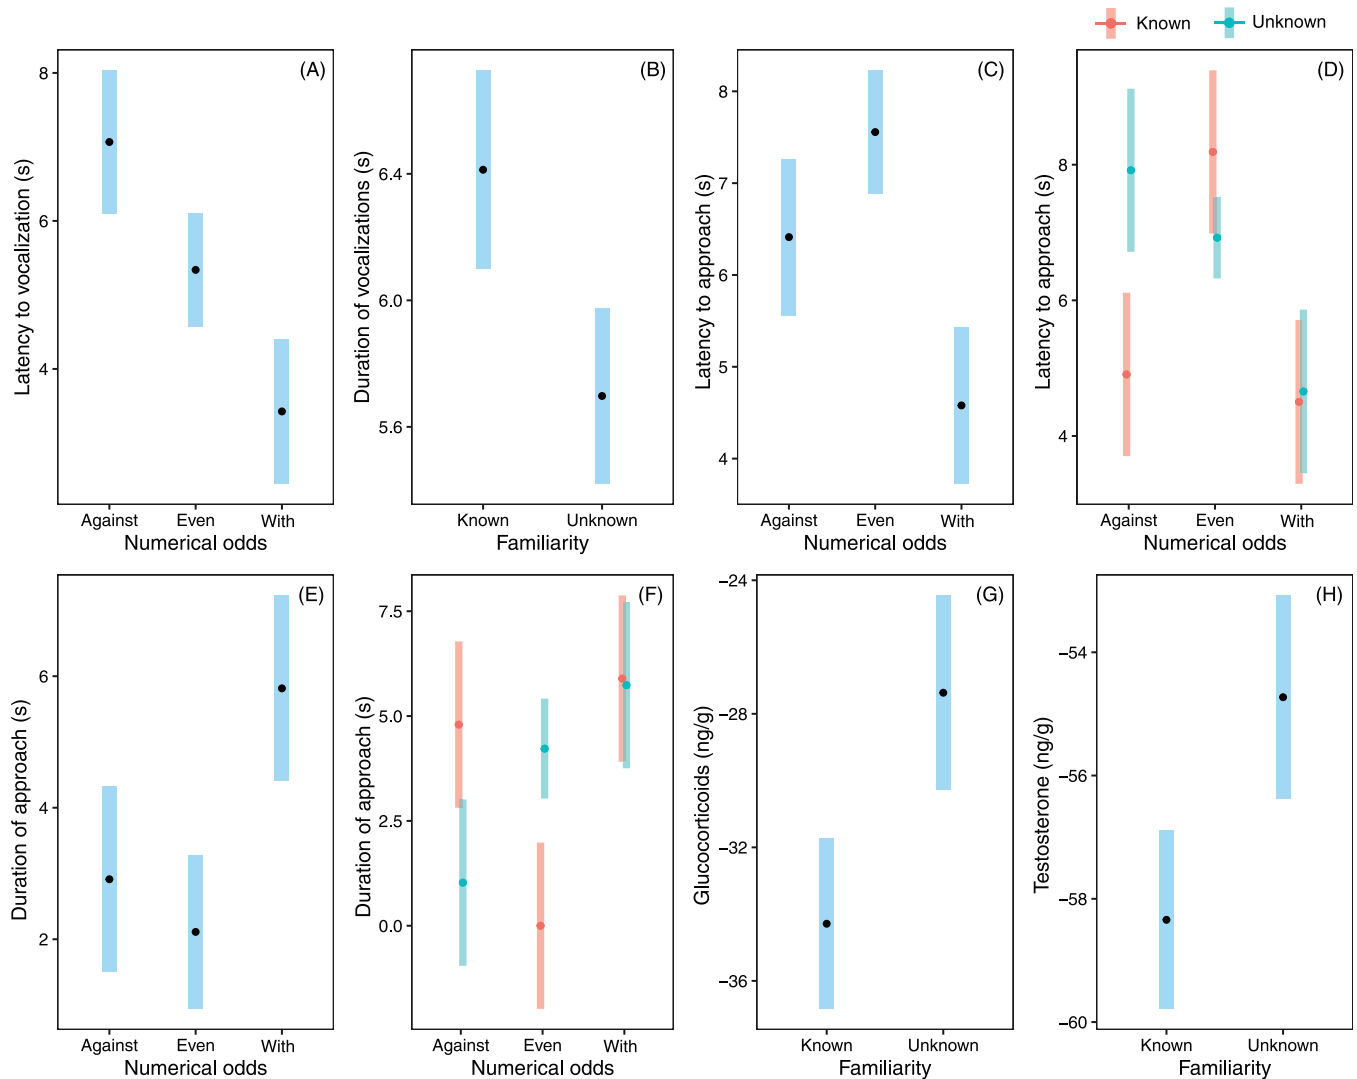 Known Unknown
(A)
8
6
4
Latency to vocalization (s)
Against Even With
Numerical odds
(B)
6.4
6.0
5.6
Duration of vocalizations (s)
Known Unknown
Familiarity
(C)
8
7
6
5
4
Latency to approach (s)
Against Even With
Numerical odds
(D)
8
6
4
Latency to approach (s)
Against Even With
Numerical odds
(E)
6
4
2
Duration of approach (s)
Against Even With
Numerical odds
(F)
7.5
5.0
2.5
0.0
Duration of approach (s)
Against Even With
Numerical odds
(G)
−24
−28
−32
−36
Glucocorticoids (ng/g)
Known Unknown
Familiarity
(H)
−54
−56
−58
−60
Testosterone (ng/g)
Known Unknown
Familiarity